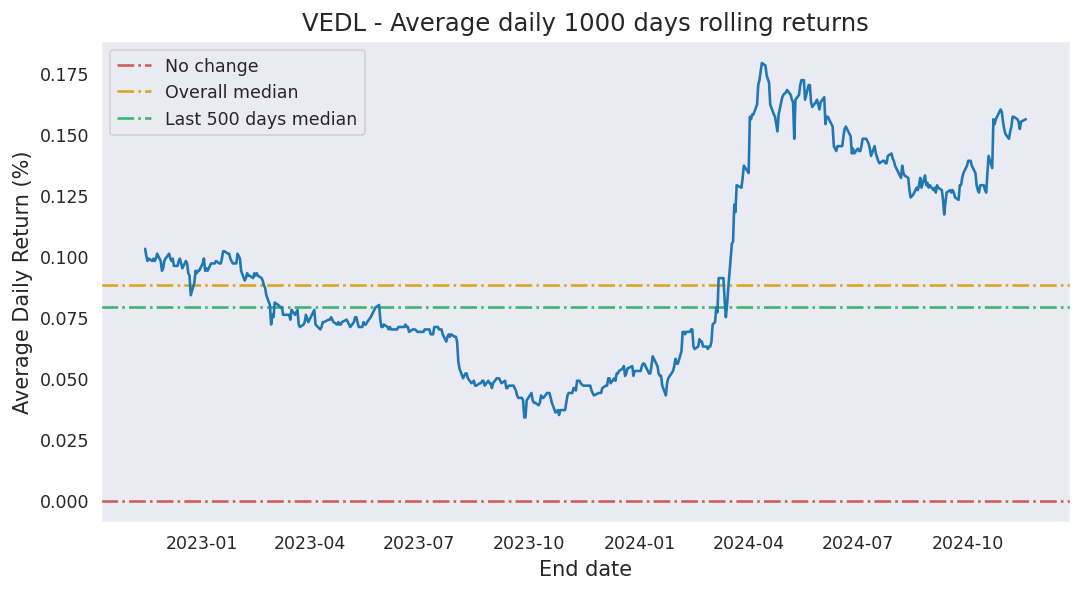 VEDL - Average daily 1000 days rolling returns
No change
Overall median
Last 500 days median
Average Daily Return (%)
0.175
0.150
0.125
0.100
0.075
0.050
0.025
0.000
2023-01 2023-04 2023-07 2023-10 2024-01 2024-04 2024-07 2024-10
End date